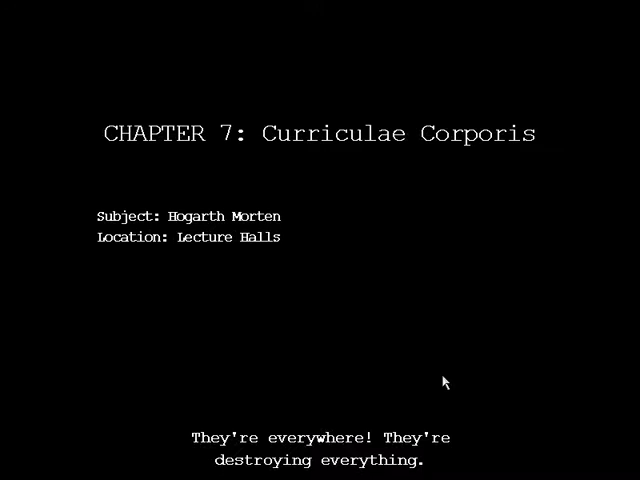 CHAPTER 7: Curriculae Corporis
Subject: Hogarth Morten
Location: Lecture Halls
They're everywhere! They're
destroying everything.